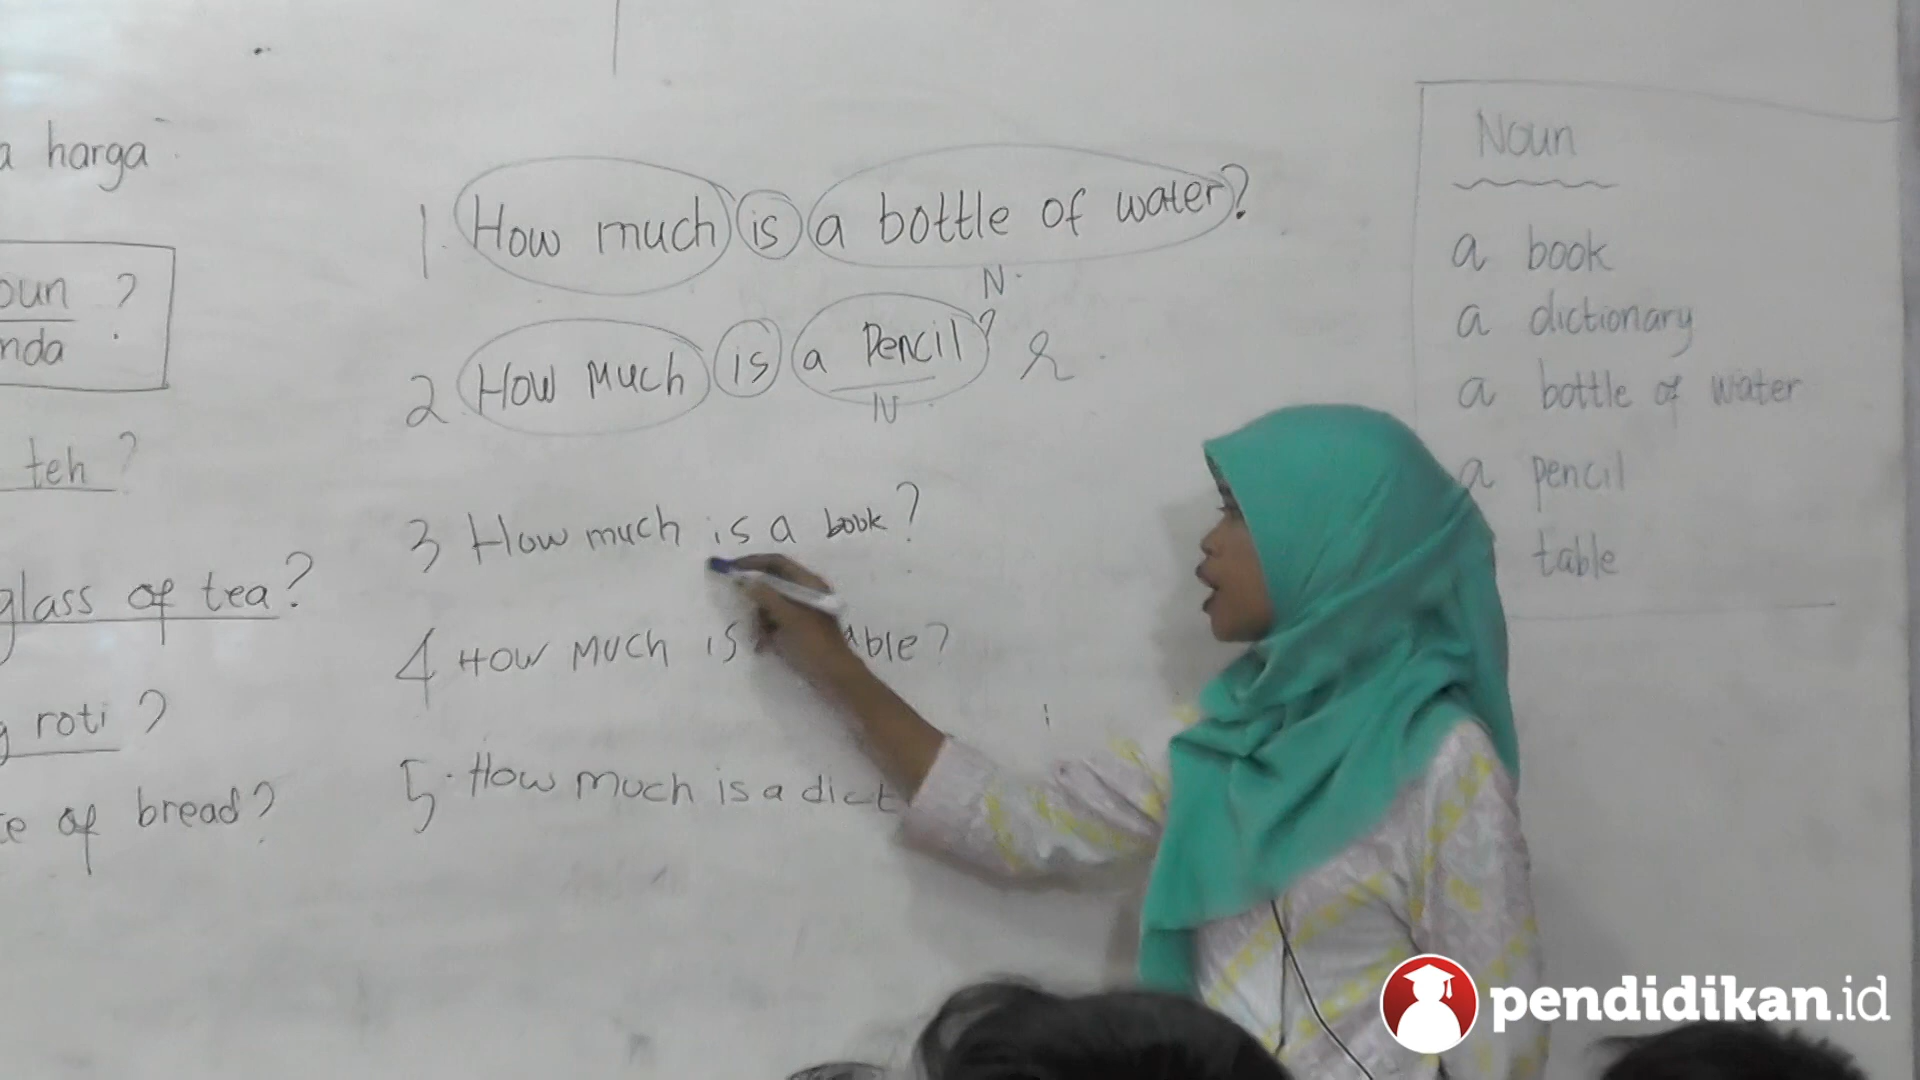 harga
?
teh ?
glass of tea?
roti ?
of bread?
1. How much is a bottle of water?
N.
2 How Much is a Pencil?
N.
3 How much is a book?
4 How Much is
5. How much is a dict
Noun
a book
a dictionary
a bottle of water
a pencil
table
pendidikan.id